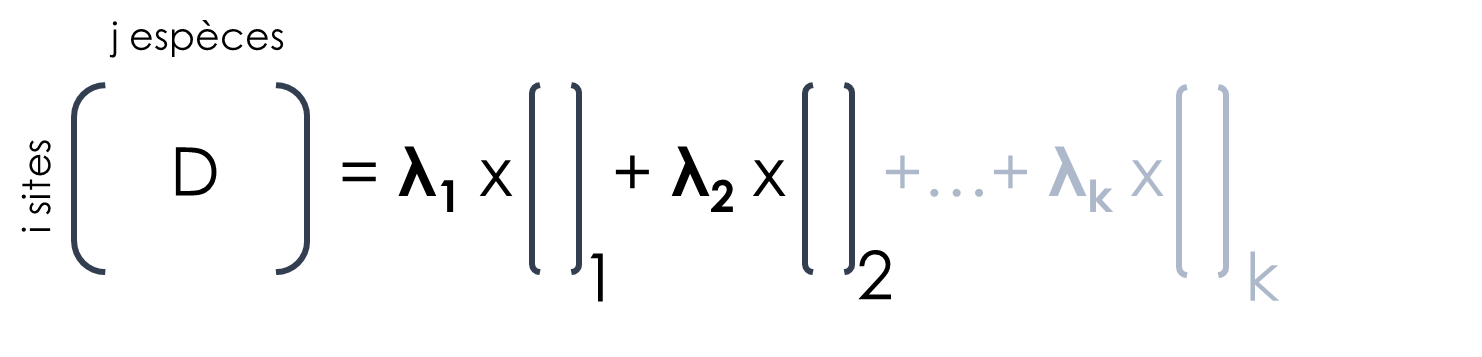 j espèces
i sites
D = λ1 x [ ]1 + λ2 x [ ]2 +...+ λk x [ ]k